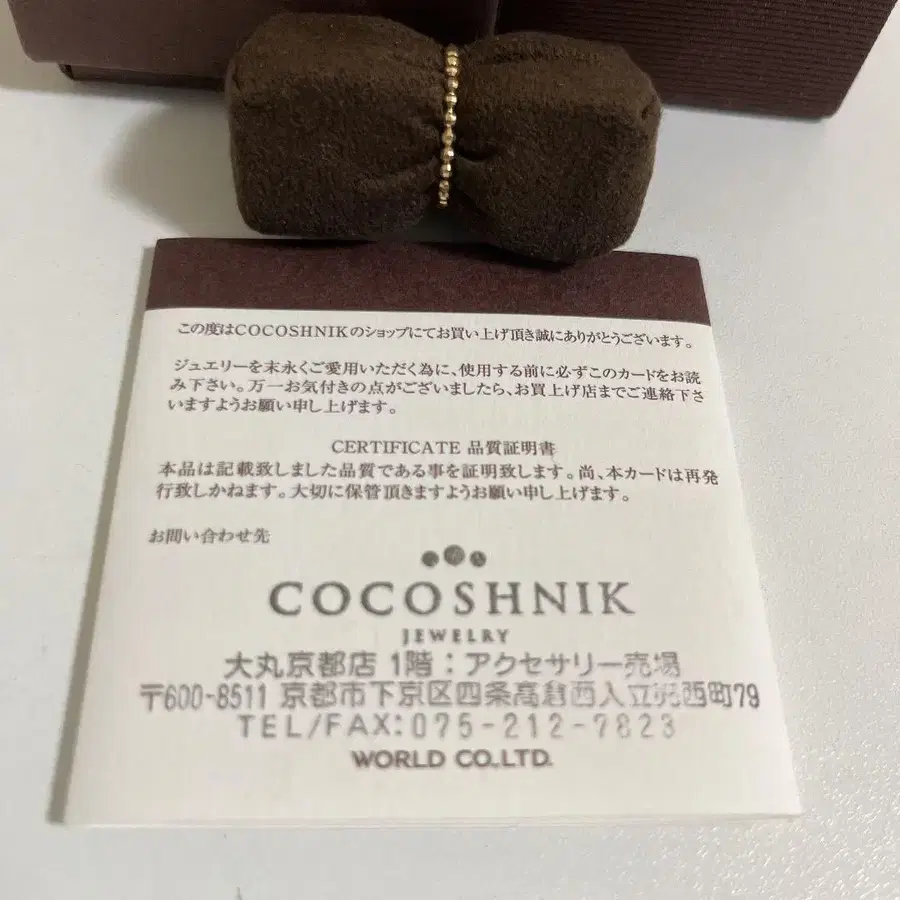 この度はCOCOSHNIKのショップにてお買い上げ頂き誠にありがとうございます。
ジュエリーを末永くご愛用いただく為に、使用する前に必ずこのカードをお読
み下さい。万一お気付きの点がございましたら、お買上げ店までご連絡下さ
いますようお願い申し上げます。
CERTIFICATE 品質証明書
本品は記載致しました品質である事を証明致します。尚、本カードは再発
行致しかねます。大切に保管頂きますようお願い申し上げます。
お問い合わせ先
COCOSHNIK
JEWELRY
大丸京都店 1階：アクセサリー売場
〒600-8511 京都市下京区四条高倉西入立売西町79
TEL/FAX:075-212-7823
WORLD CO.,LTD.